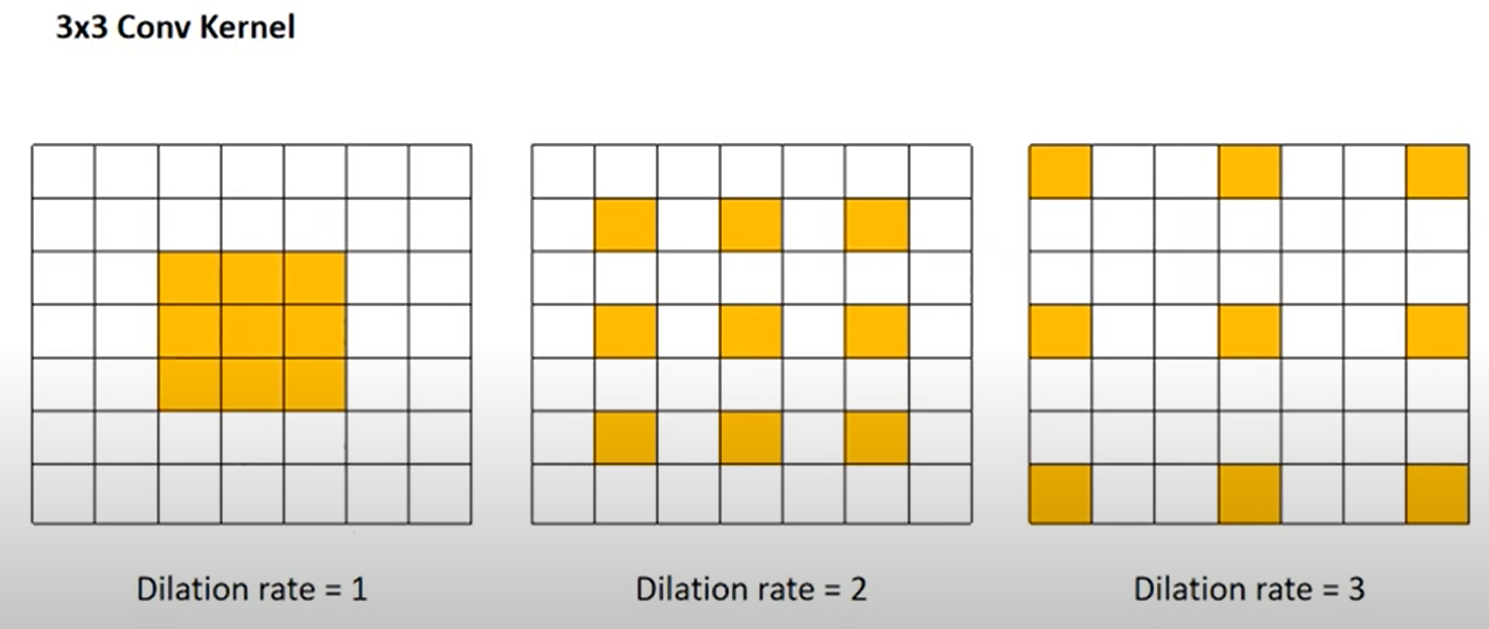 3x3 Conv Kernel
Dilation rate = 1
Dilation rate = 2
Dilation rate = 3